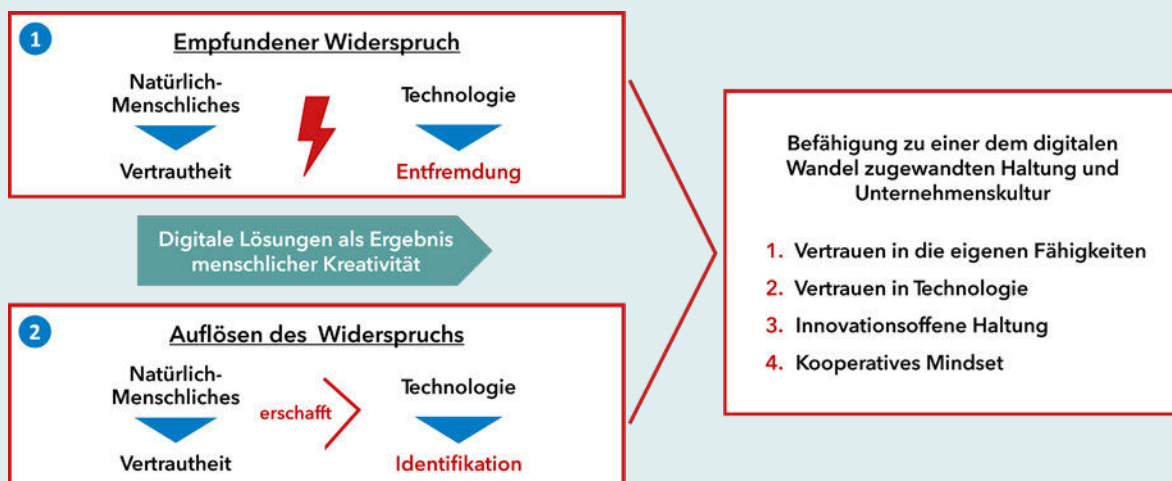 1
Empfundener Widerspruch
Natürlich-
Menschliches
Technologie
Vertrautheit
Entfremdung
Digitale Lösungen als Ergebnis
menschlicher Kreativität
2
Auflösen des Widerspruchs
Natürlich-
Menschliches
erschafft
Technologie
Vertrautheit
Identifikation
Befähigung zu einer dem digitalen
Wandel zugewandten Haltung und
Unternehmenskultur
1. Vertrauen in die eigenen Fähigkeiten
2. Vertrauen in Technologie
3. Innovationsoffene Haltung
4. Kooperatives Mindset